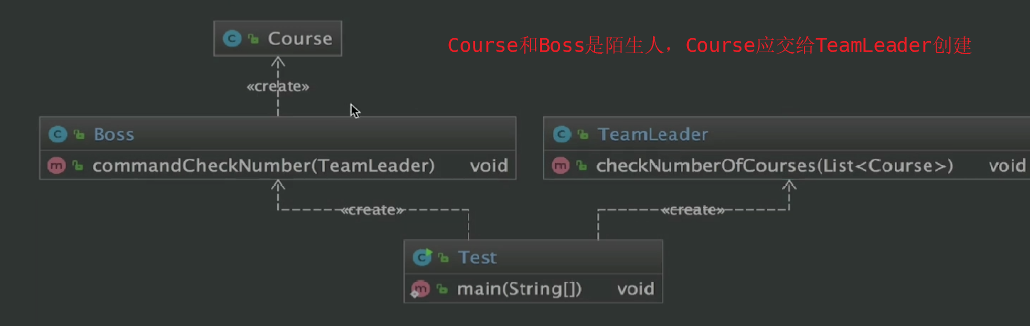 Course
Course和Boss是陌生人，Course应交给TeamLeader创建
«create»
Boss
commandCheckNumber(TeamLeader) void
TeamLeader
checkNumberOfCourses(List<Course>) void
«create»
«create»
Test
main(String[]) void